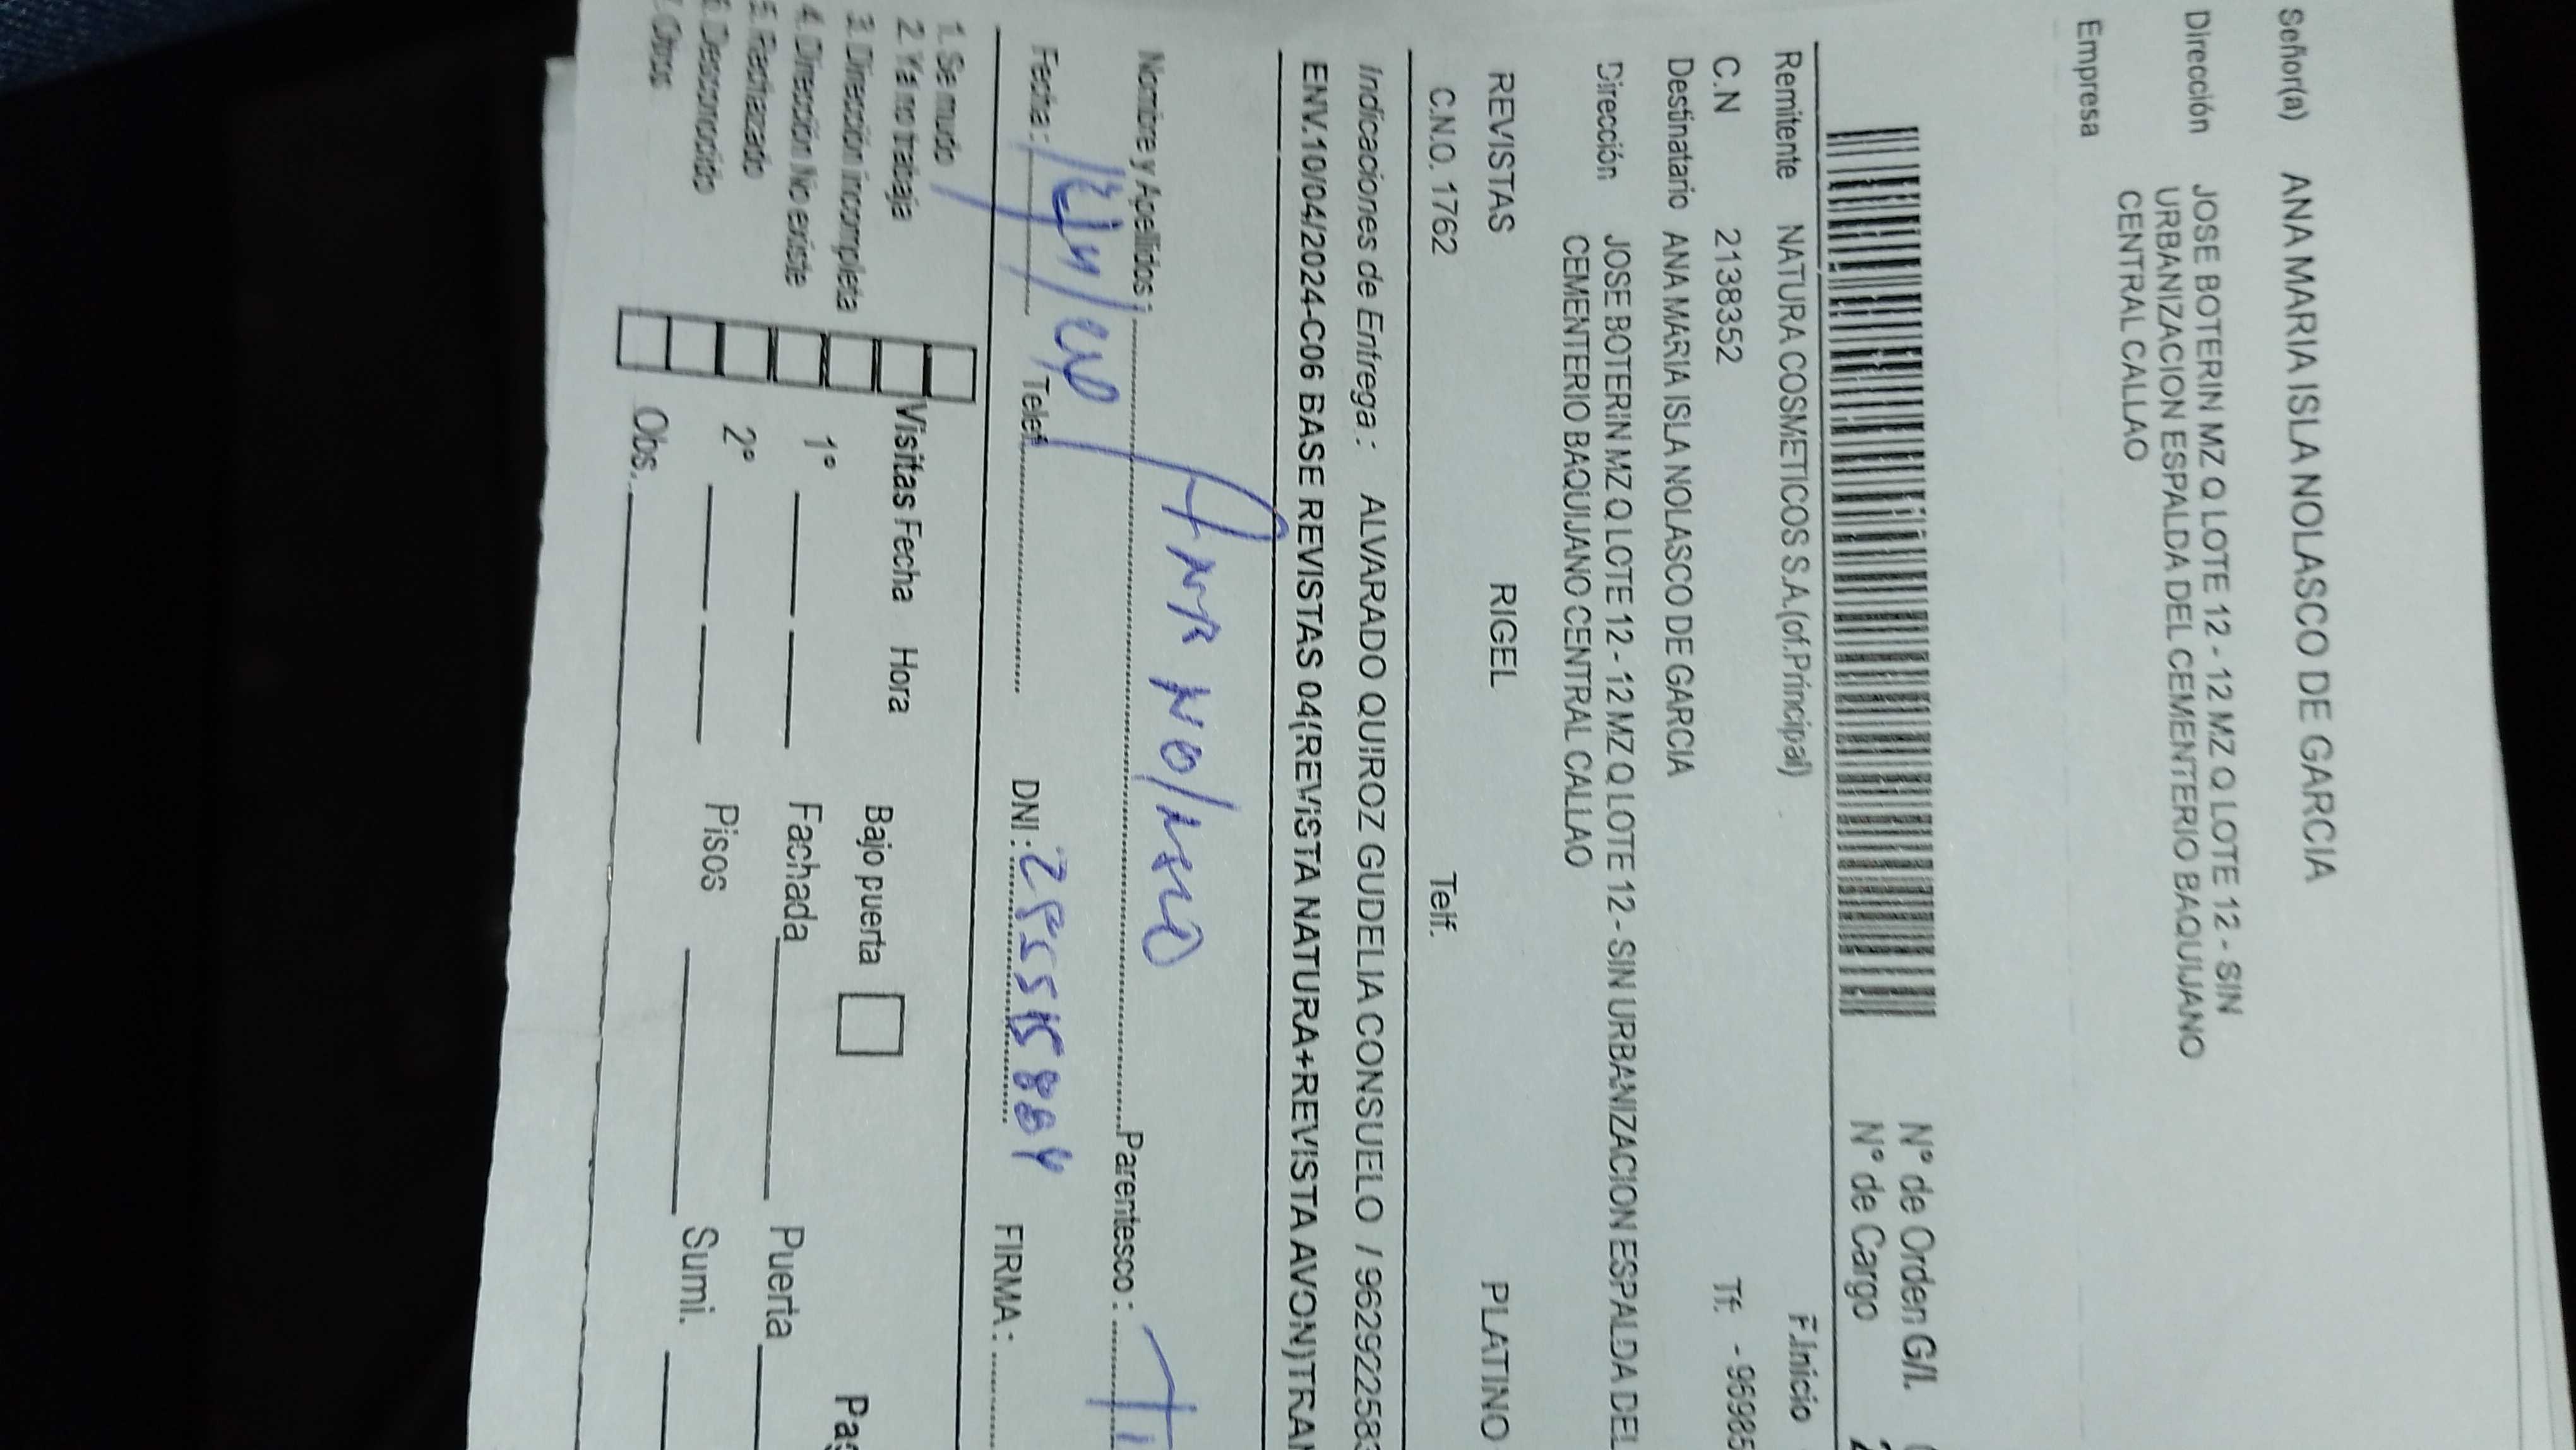 Señor(a) ANA MARIA ISLA NOLASCO DE GARCIA
Dirección JOSE BOTERIN MZ Q LOTE 12 - 12 MZ Q LOTE 12 - SIN
URBANIZACION ESPALDA DEL CEMENTERIO BAQUIJANO
CENTRAL CALLAO
Empresa
N° de Orden G/I.
N° de Cargo
Remitente NATURA COSMETICOS S.A.(of.Principal) F.Inicio
C.N 2138352 Tf: - 96985
Destinatario ANA MARIA ISLA NOLASCO DE GARCIA
Dirección JOSE BOTERIN MZ Q LOTE 12 - 12 MZ Q LOTE 12 - SIN URBANIZACION ESPALDA DEL
CEMENTERIO BAQUIJANO CENTRAL CALLAO
REVISTAS RIGEL PLATINO
C.N.O. 1762 Telf.
Indicaciones de Entrega : ALVARADO QUIROZ GUDELIA CONSUELO / 96292258
ENV.10/04/2024-C06 BASE REVISTAS 04(REVISTA NATURA+REVISTA AVON)TRA
Nombre y Apellidos : Ana Nolasco Parentesco :
Fecha : Telef. DNI : FIRMA :
1. Se mudo
2. Ya no trabaja
3. Dirección incompleta
4. Dirección No existe
5. Rechazado
6. Desconocido
7. Otros
Visitas Fecha Hora
1°
2°
Obs.
Bajo puerta
Fachada Puerta
Pisos Sumi.